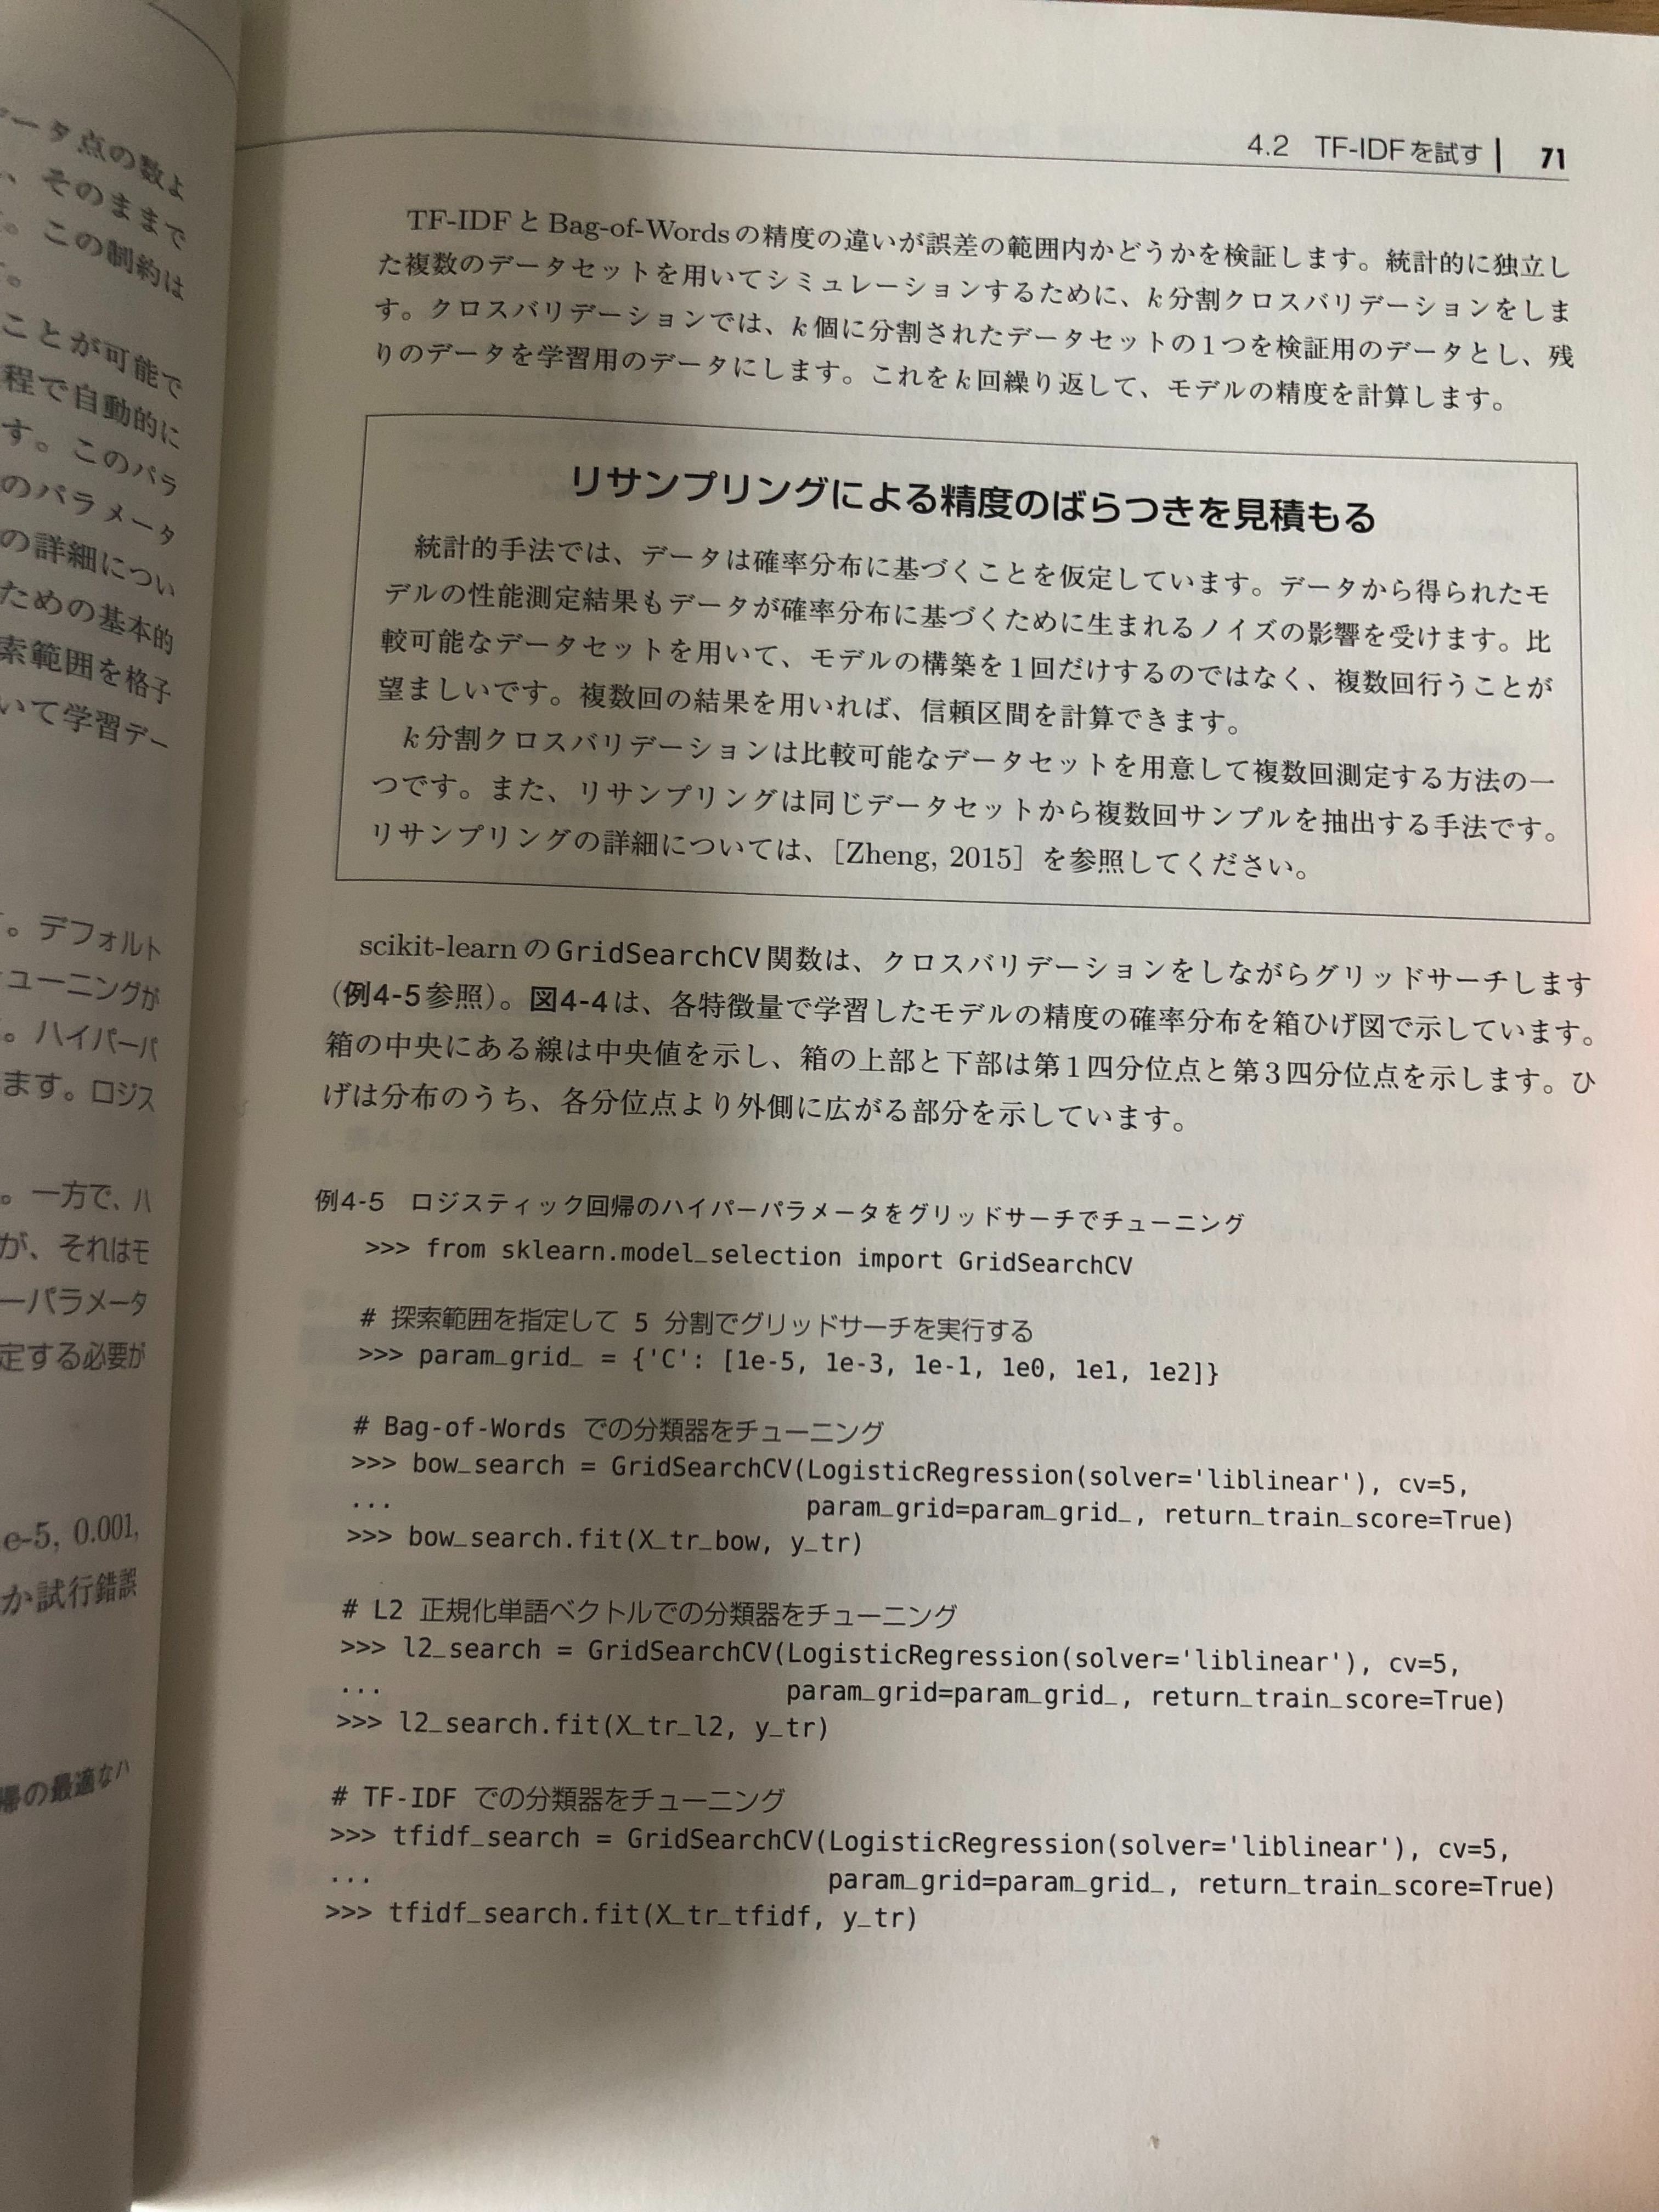 ータ点の数よ
、そのままで
。この制約は
す。
ことが可能で
程で自動的に
す。このパラ
のパラメータ
の詳細につい
ための基本的
索範囲を格子
いて学習デー
。デフォルト
ューニングが
。ハイパーパ
ます。ロジス
。一方で、ハ
が、それはモ
ーパラメータ
定する必要が
e-5, 0.001,
か試行錯誤
帰の最適なハ
4.2 TF-IDFを試す | 71
TF-IDFとBag-of-Wordsの精度の違いが誤差の範囲内かどうかを検証します。統計的に独立し
た複数のデータセットを用いてシミュレーションするために、k分割クロスバリデーションをしま
す。クロスバリデーションでは、k個に分割されたデータセットの1つを検証用のデータとし、残
りのデータを学習用のデータにします。これをk回繰り返して、モデルの精度を計算します。
リサンプリングによる精度のばらつきを見積もる
統計的手法では、データは確率分布に基づくことを仮定しています。データから得られたモ
デルの性能測定結果もデータが確率分布に基づくために生まれるノイズの影響を受けます。比
較可能なデータセットを用いて、モデルの構築を1回だけするのではなく、複数回行うことが
望ましいです。複数回の結果を用いれば、信頼区間を計算できます。
k分割クロスバリデーションは比較可能なデータセットを用意して複数回測定する方法の一
つです。また、リサンプリングは同じデータセットから複数回サンプルを抽出する手法です。
リサンプリングの詳細については、[Zheng, 2015] を参照してください。
scikit-learnのGridSearchCV関数は、クロスバリデーションをしながらグリッドサーチします
(例4-5参照)。図4-4は、各特徴量で学習したモデルの精度の確率分布を箱ひげ図で示しています。
箱の中央にある線は中央値を示し、箱の上部と下部は第1四分位点と第3四分位点を示します。ひ
げは分布のうち、各分位点より外側に広がる部分を示しています。
例4-5 ロジスティック回帰のハイパーパラメータをグリッドサーチでチューニング
>>> from sklearn.model_selection import GridSearchCV
# 探索範囲を指定して 5 分割でグリッドサーチを実行する
>>> param_grid_ = {'C': [1e-5, 1e-3, 1e-1, 1e0, 1e1, 1e2]}
# Bag-of-Words での分類器をチューニング
>>> bow_search = GridSearchCV(LogisticRegression(solver='liblinear'), cv=5,
... param_grid=param_grid_, return_train_score=True)
>>> bow_search.fit(X_tr_bow, y_tr)
# L2 正規化単語ベクトルでの分類器をチューニング
>>> l2_search = GridSearchCV(LogisticRegression(solver='liblinear'), cv=5,
... param_grid=param_grid_, return_train_score=True)
>>> l2_search.fit(X_tr_l2, y_tr)
# TF-IDF での分類器をチューニング
>>> tfidf_search = GridSearchCV(LogisticRegression(solver='liblinear'), cv=5,
... param_grid=param_grid_, return_train_score=True)
>>> tfidf_search.fit(X_tr_tfidf, y_tr)